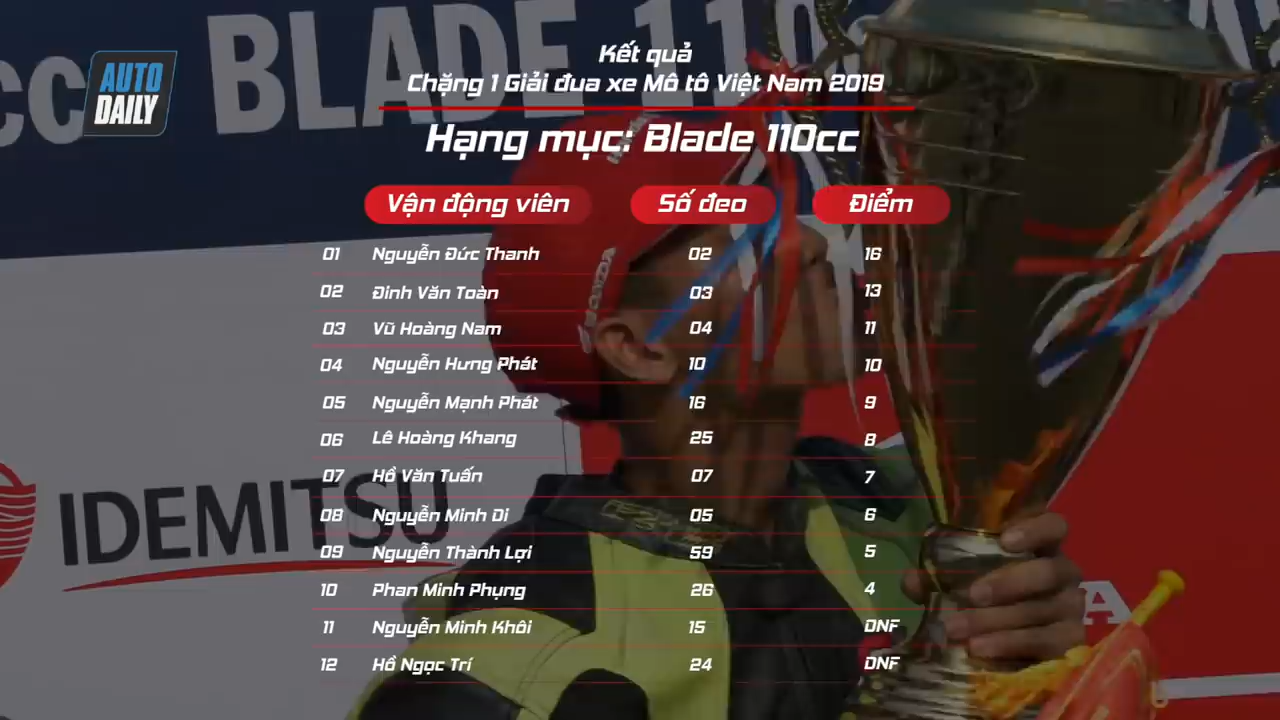 CC BLADE 110c
AUTO
DAILY
Kết quả
Chặng 1 Giải đua xe Mô tô Việt Nam 2019
Hạng mục: Blade 110cc
Vận động viên Số đeo Điểm
01 Nguyễn Đức Thanh 02 16
02 Đinh Văn Toàn 03 13
03 Vũ Hoàng Nam 04 11
04 Nguyễn Hưng Phát 10 10
05 Nguyễn Mạnh Phát 16 9
06 Lê Hoàng Khang 25 8
07 Hồ Văn Tuấn 07 7
08 Nguyễn Minh Di 05 6
09 Nguyễn Thành Lợi 59 5
10 Phan Minh Phụng 26 4
11 Nguyễn Minh Khôi 15 DNF
12 Hồ Ngọc Trí 24 DNF
HONDA
IDEMITSU
A